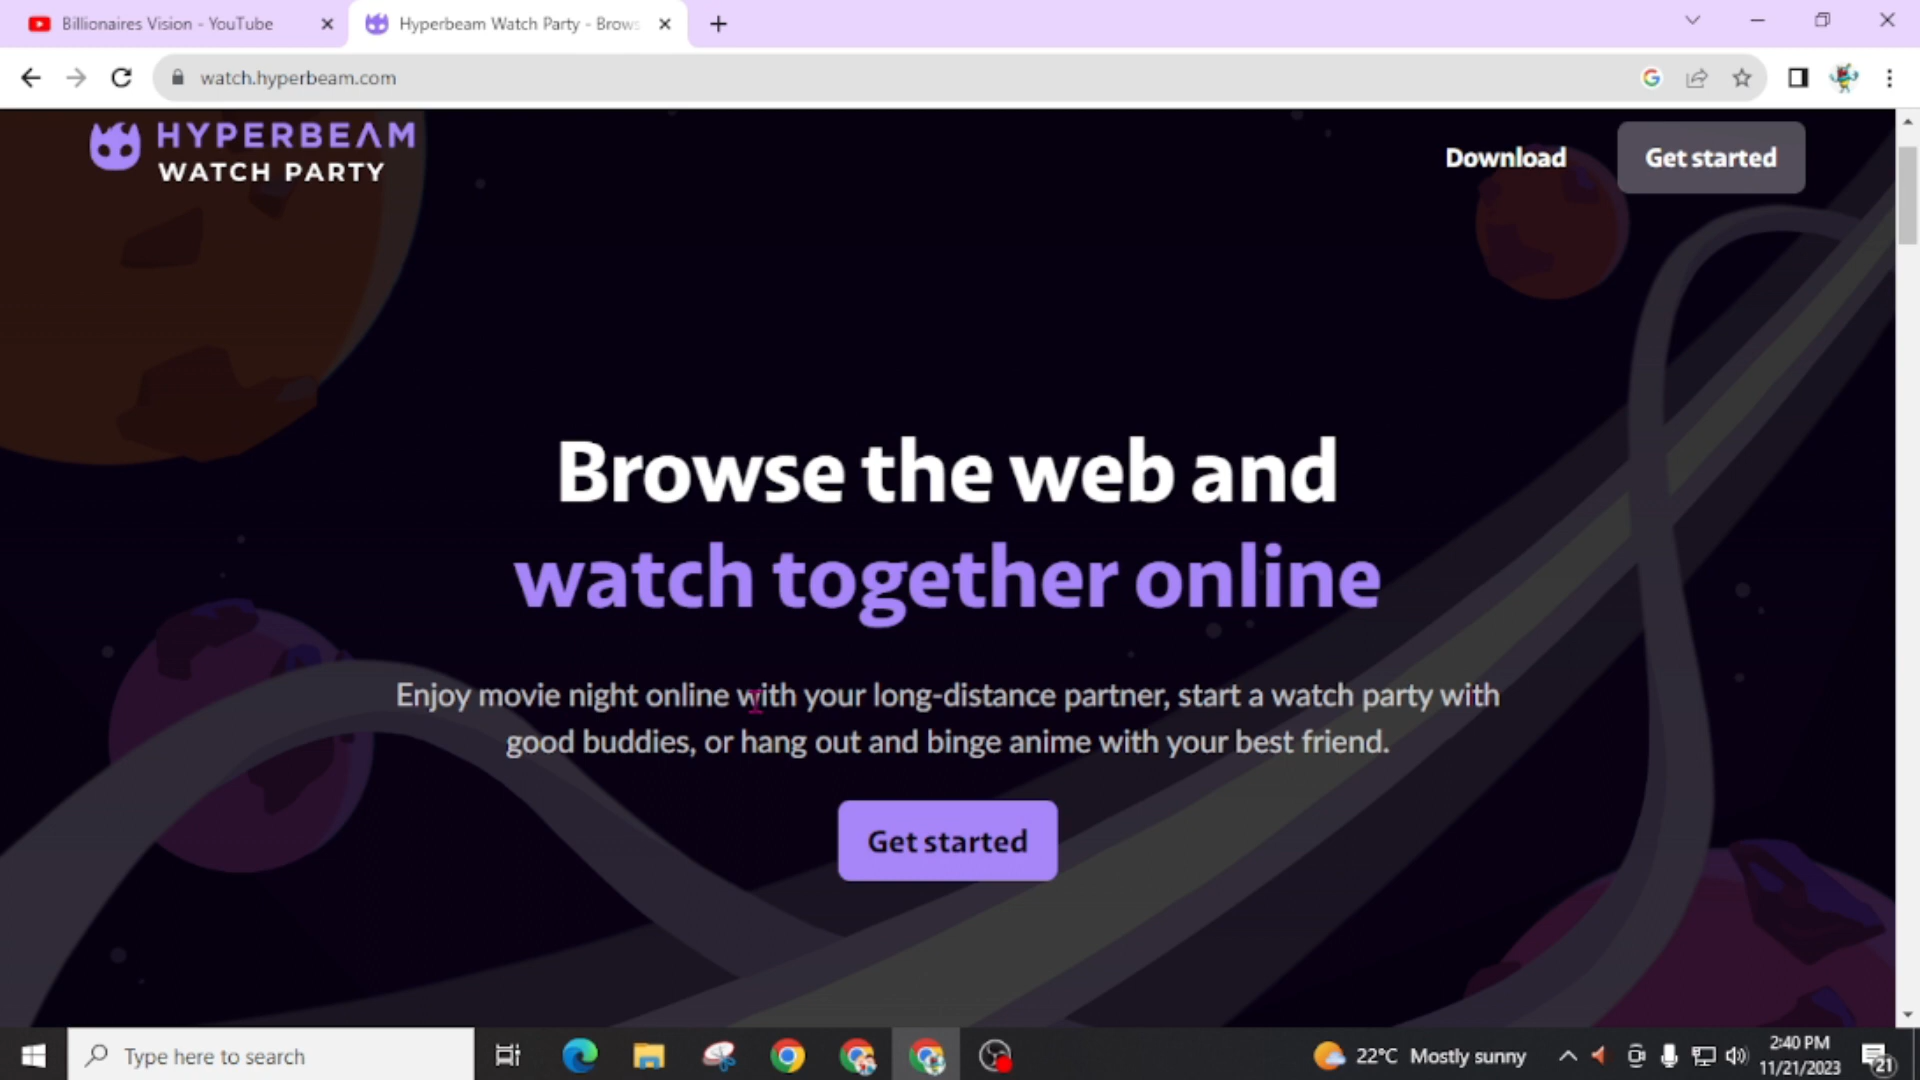 Billionaires Vision - YouTube
Hyperbeam Watch Party - Brows
watch.hyperbeam.com
HYPERBEAM
WATCH PARTY
Download
Get started
Browse the web and
watch together online
Enjoy movie night online with your long-distance partner, start a watch party with
good buddies, or hang out and binge anime with your best friend.
Get started
Type here to search
22°C Mostly sunny
2:40 PM
11/21/2023
21